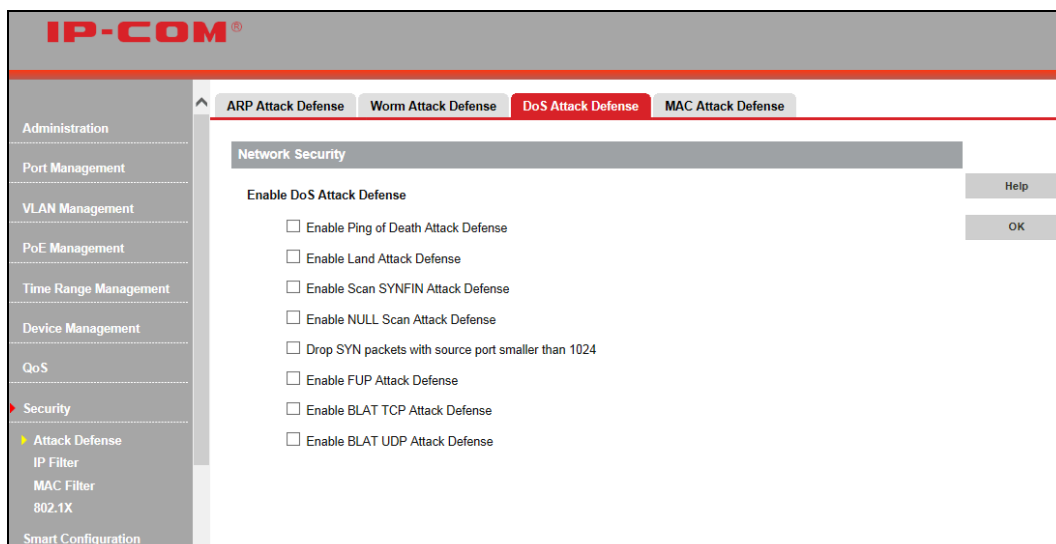 IP-COM®
ARP Attack Defense Worm Attack Defense DoS Attack Defense MAC Attack Defense
Administration
Port Management
VLAN Management
PoE Management
Time Range Management
Device Management
QoS
Security
Attack Defense
IP Filter
MAC Filter
802.1X
Smart Configuration
Network Security
Enable DoS Attack Defense
Enable Ping of Death Attack Defense
Enable Land Attack Defense
Enable Scan SYNFIN Attack Defense
Enable NULL Scan Attack Defense
Drop SYN packets with source port smaller than 1024
Enable FUP Attack Defense
Enable BLAT TCP Attack Defense
Enable BLAT UDP Attack Defense
Help
OK